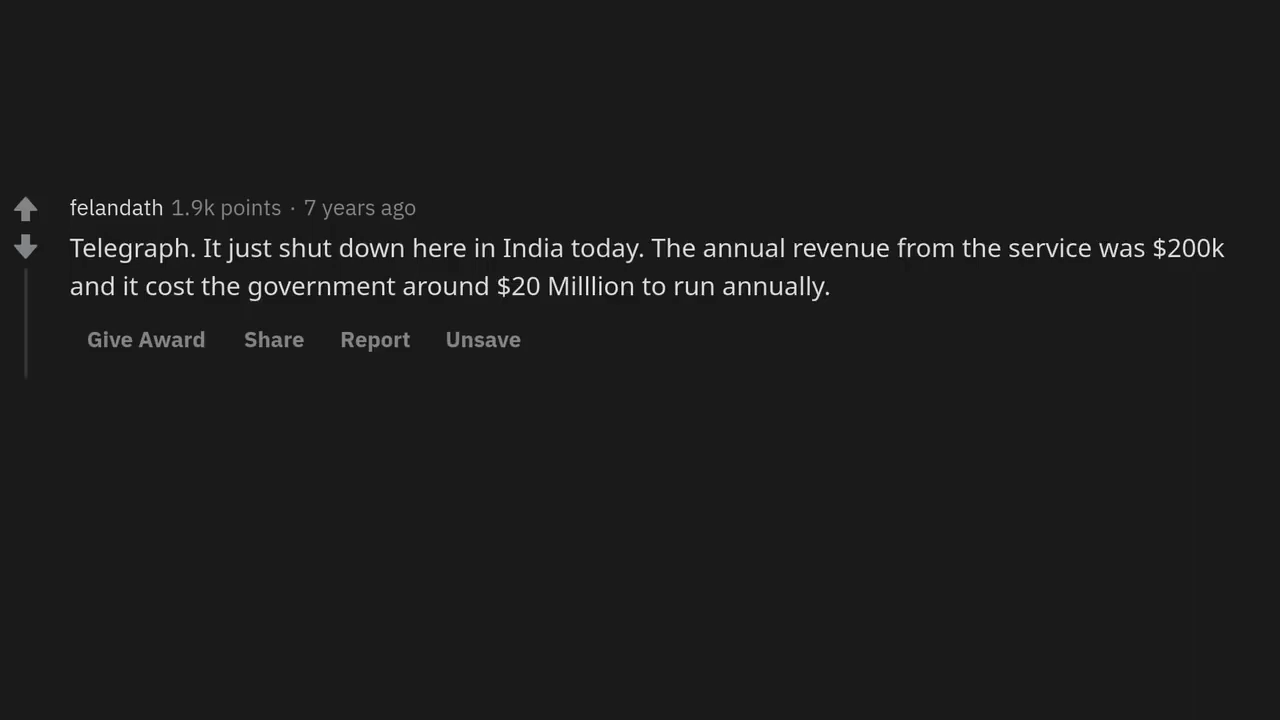 felandath 1.9k points · 7 years ago
Telegraph. It just shut down here in India today. The annual revenue from the service was $200k
and it cost the government around $20 Milllion to run annually.
Give Award Share Report Unsave